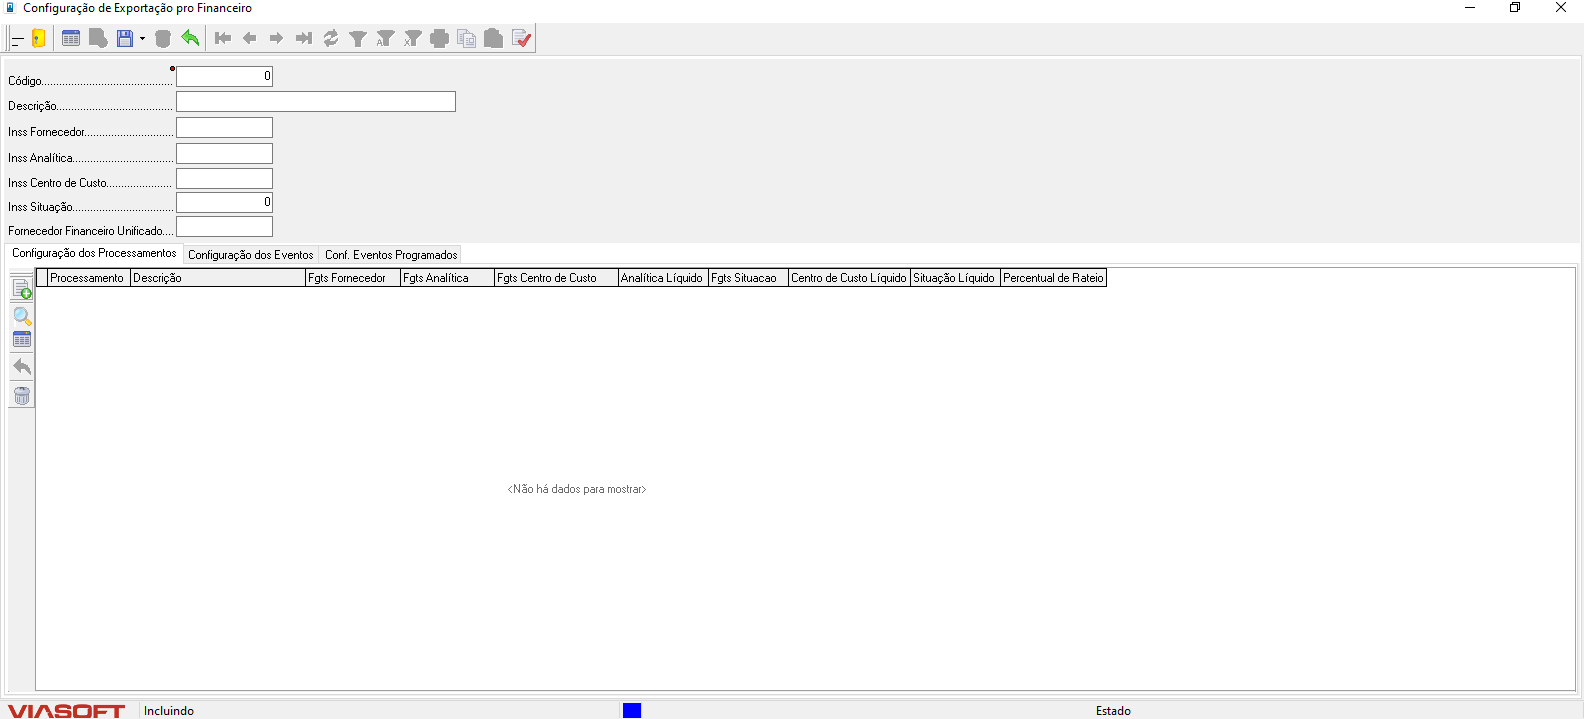 Configuração de Exportação pro Financeiro
Código............................................ 0
Descrição.......................................
Inss Fornecedor..............................
Inss Analítica..................................
Inss Centro de Custo......................
Inss Situação.................................. 0
Fornecedor Financeiro Unificado....
Configuração dos Processamentos Configuração dos Eventos Conf. Eventos Programados
Processamento Descrição Fgts Fornecedor Fgts Analítica Fgts Centro de Custo Analítica Líquido Fgts Situacao Centro de Custo Líquido Situação Líquido Percentual de Rateio
<Não há dados para mostrar>
VIASOFT Incluindo Estado